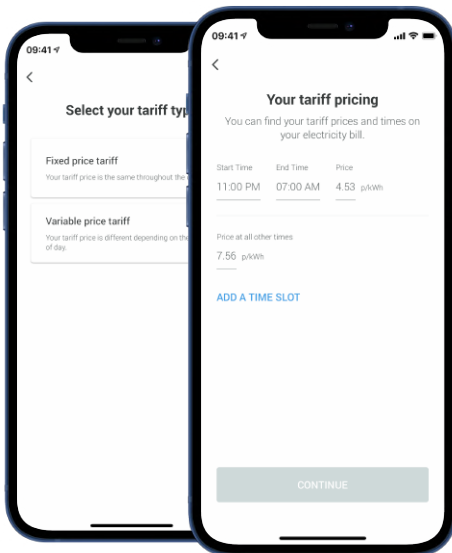 09:41
Select your tariff typ
Fixed price tariff
Your tariff price is the same throughout the
Variable price tariff
Your tariff price is different depending on the
of day.
09:41
Your tariff pricing
You can find your tariff prices and times on
your electricity bill.
Start Time End Time Price
11:00 PM 07:00 AM 4.53 p/kWh
Price at all other times
7.56 p/kWh
ADD A TIME SLOT
CONTINUE